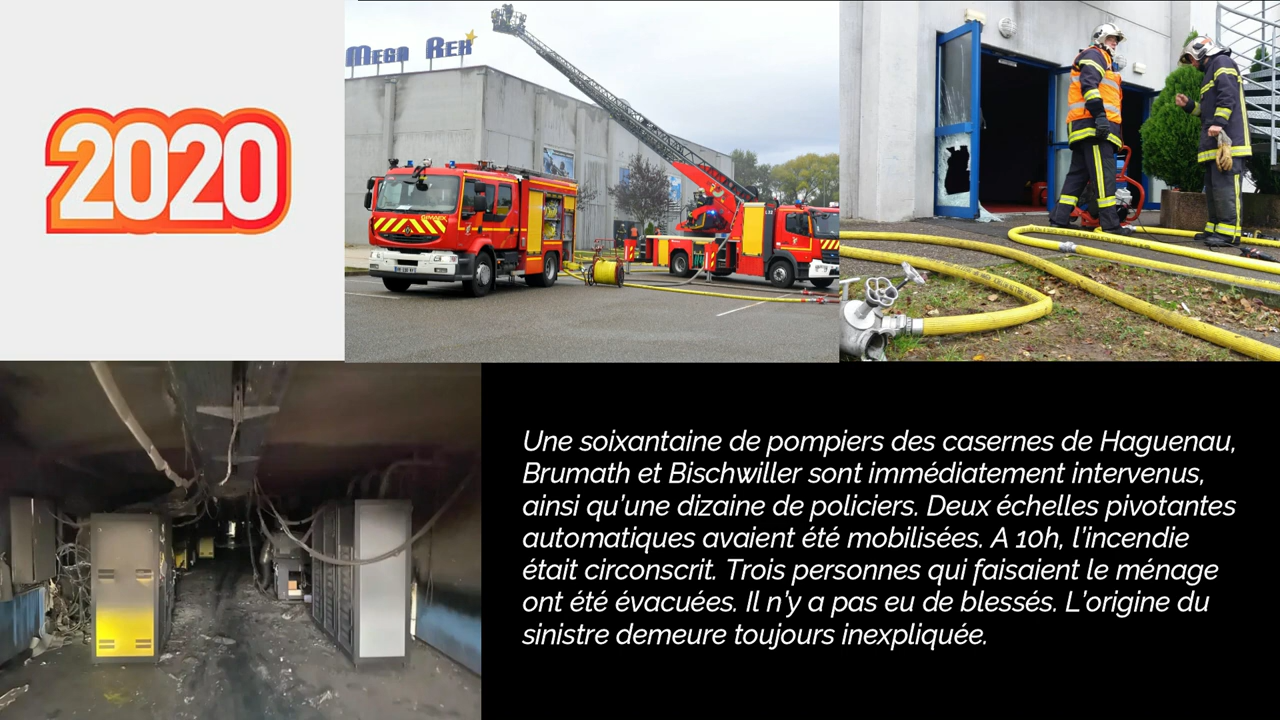 2020
MEGA REX
Une soixantaine de pompiers des casernes de Haguenau,
Brumath et Bischwiller sont immédiatement intervenus,
ainsi qu'une dizaine de policiers. Deux échelles pivotantes
automatiques avaient été mobilisées. A 10h, l'incendie
était circonscrit. Trois personnes qui faisaient le ménage
ont été évacuées. Il n'y a pas eu de blessés. L'origine du
sinistre demeure toujours inexpliquée.